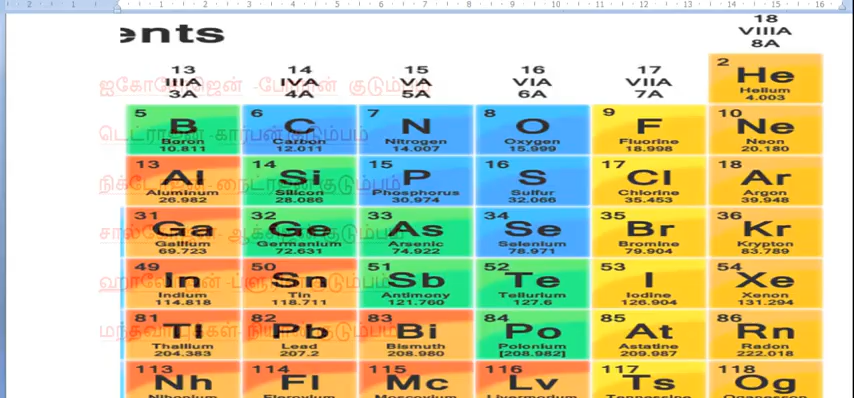 ents
18
VIIIA
8A
13
IIIA
3A
14
IVA
4A
15
VA
5A
16
VIA
6A
17
VIIA
7A
2
He
Helium
4.003
5
B
Boron
10.811
6
C
Carbon
12.011
7
N
Nitrogen
14.007
8
O
Oxygen
15.999
9
F
Fluorine
18.998
10
Ne
Neon
20.180
13
Al
Aluminum
26.982
14
Si
Silicon
28.086
15
P
Phosphorus
30.974
16
S
Sulfur
32.066
17
Cl
Chlorine
35.453
18
Ar
Argon
39.948
31
Ga
Gallium
69.723
32
Ge
Germanium
72.631
33
As
Arsenic
74.922
34
Se
Selenium
78.971
35
Br
Bromine
79.904
36
Kr
Krypton
83.789
49
In
Indium
114.818
50
Sn
Tin
118.711
51
Sb
Antimony
121.760
52
Te
Tellurium
127.6
53
I
Iodine
126.904
54
Xe
Xenon
131.294
81
Tl
Thallium
204.383
82
Pb
Lead
207.2
83
Bi
Bismuth
208.980
84
Po
Polonium
[208.982]
85
At
Astatine
209.987
86
Rn
Radon
222.018
113
Nh
114
Fl
115
Mc
116
Lv
117
Ts
118
Og
குடும்பம்
-கார்பன் குடும்பம்
குடும்பம்
குடும்பம்
குடும்பம்